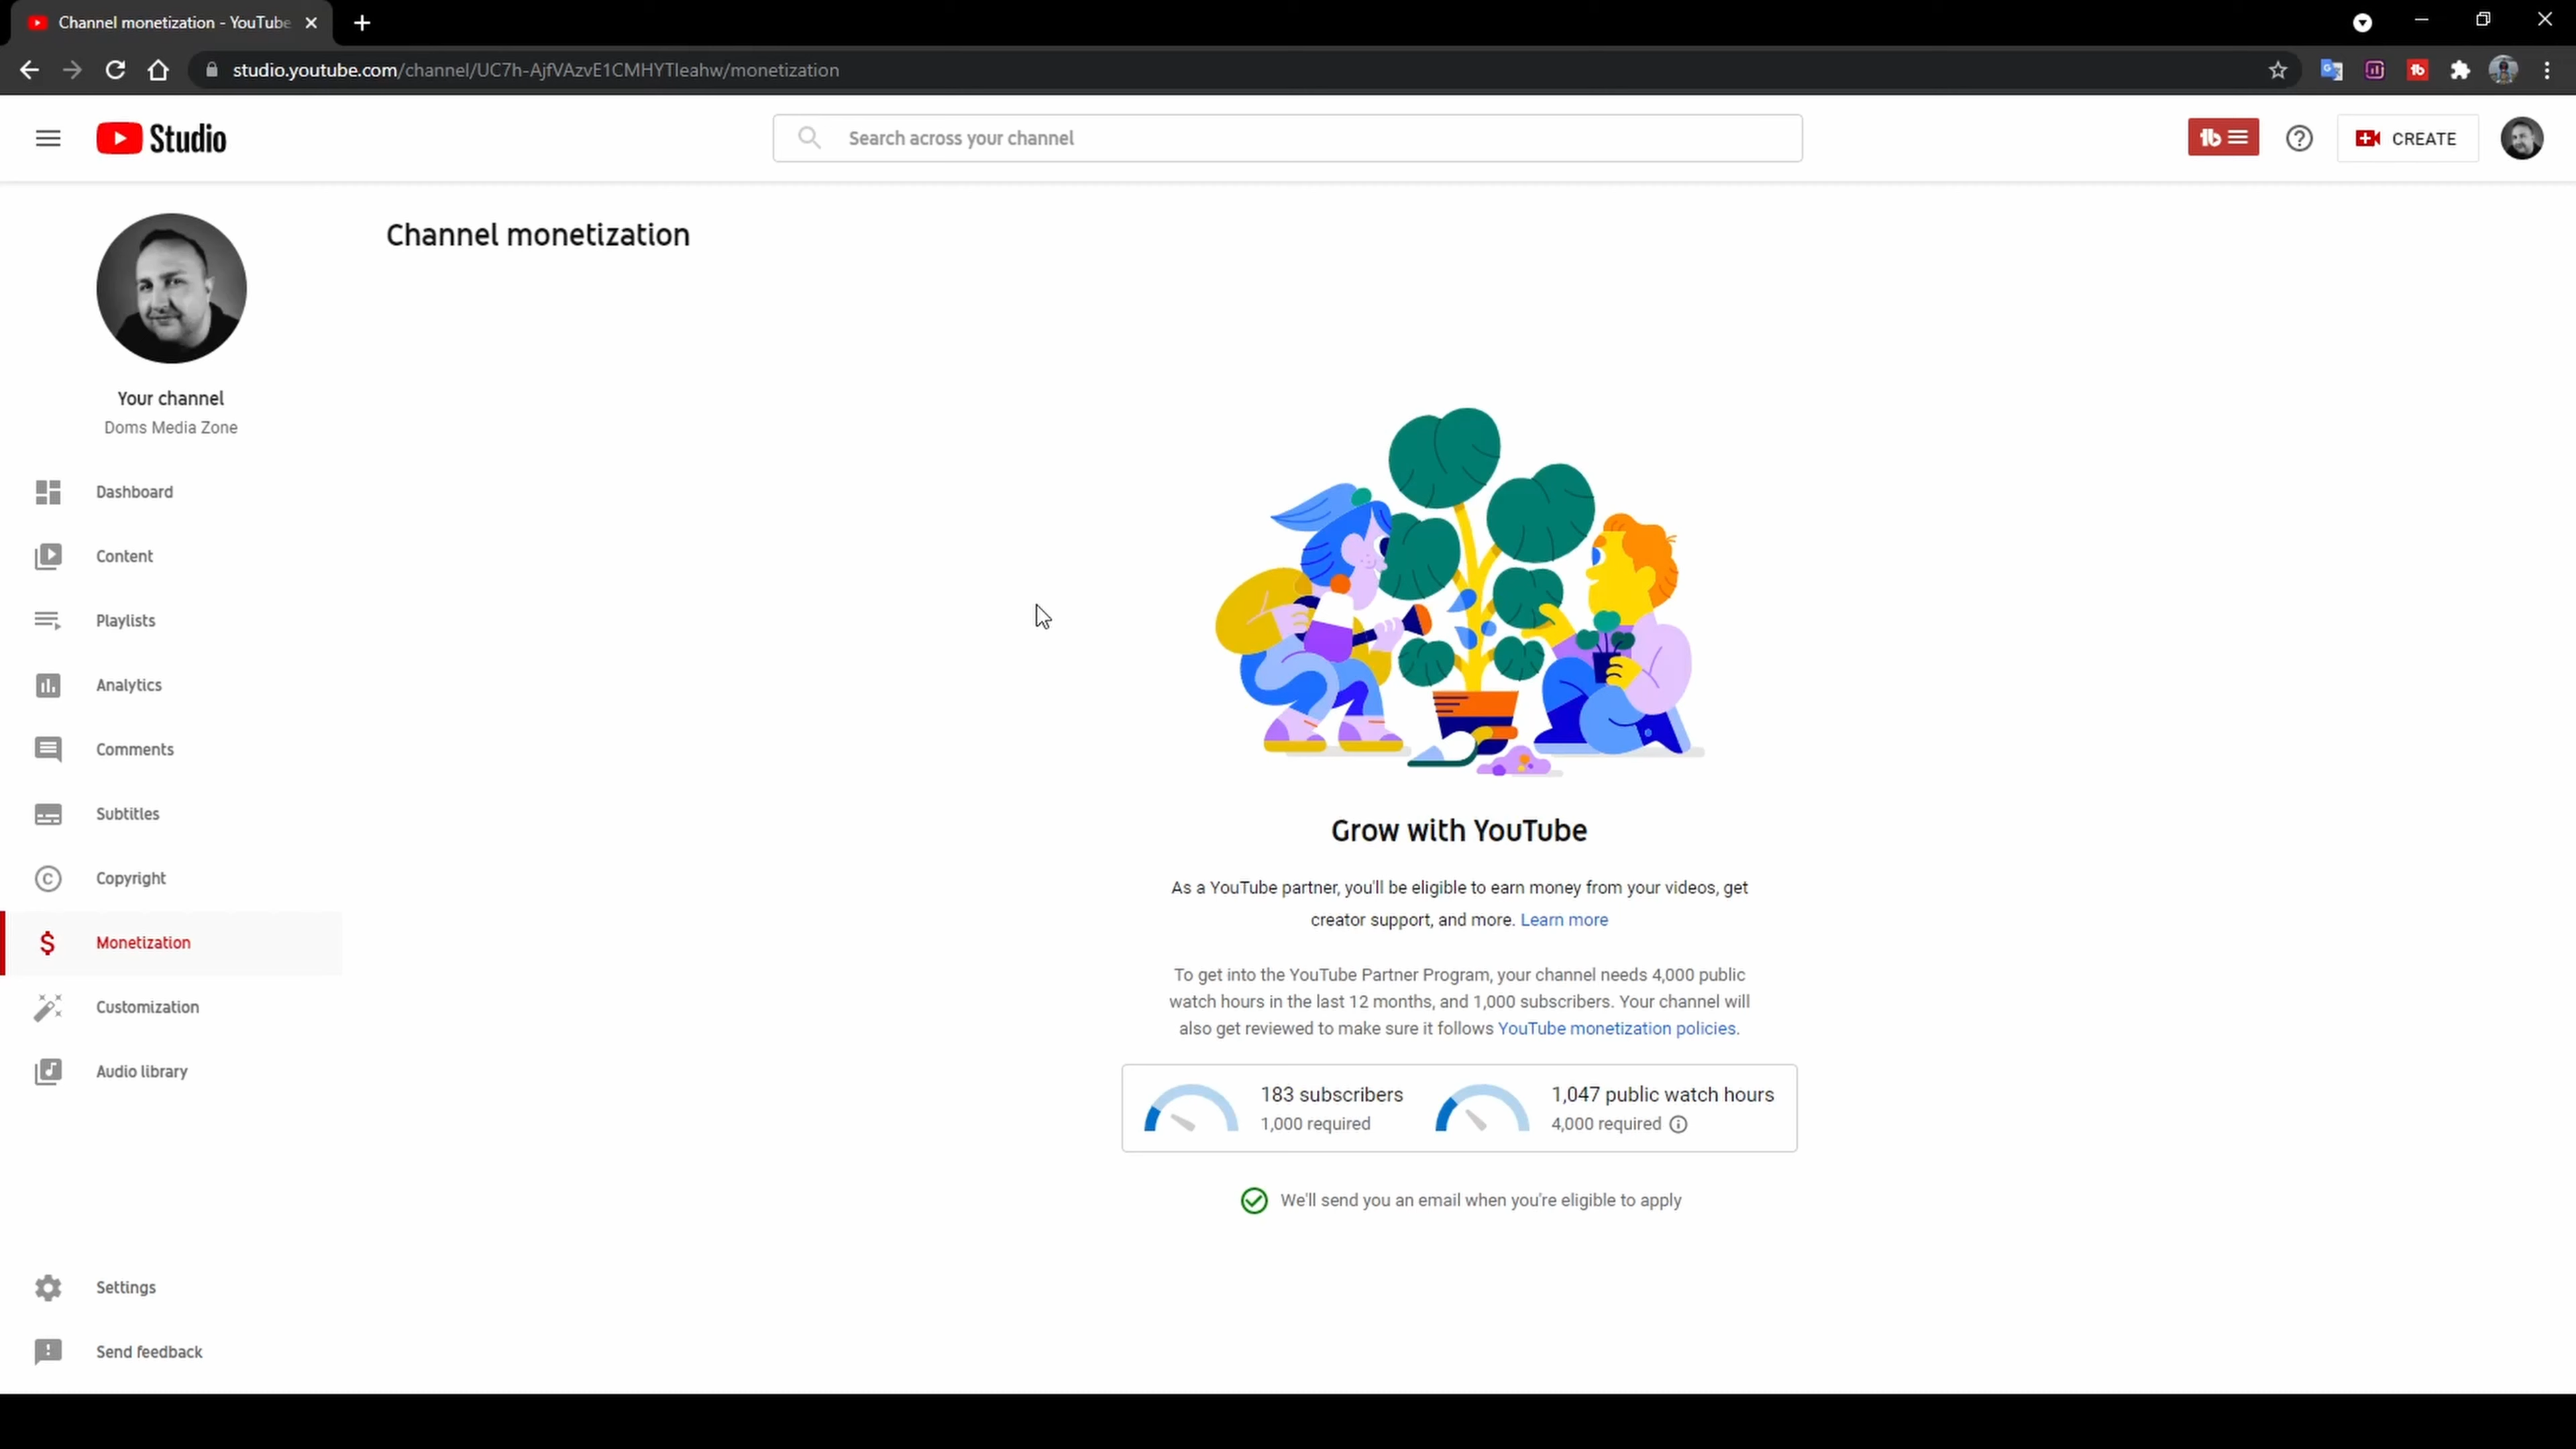 Channel monetization - YouTube
studio.youtube.com/channel/UC7h-AjfVAzvE1CMHYTIeahw/monetization
Studio
Search across your channel
CREATE
Channel monetization
Your channel
Doms Media Zone
Dashboard
Content
Playlists
Analytics
Comments
Subtitles
Copyright
Monetization
Customization
Audio library
Settings
Send feedback
Grow with YouTube
As a YouTube partner, you'll be eligible to earn money from your videos, get
creator support, and more. Learn more
To get into the YouTube Partner Program, your channel needs 4,000 public
watch hours in the last 12 months, and 1,000 subscribers. Your channel will
also get reviewed to make sure it follows YouTube monetization policies.
183 subscribers
1,000 required
1,047 public watch hours
4,000 required
We'll send you an email when you're eligible to apply